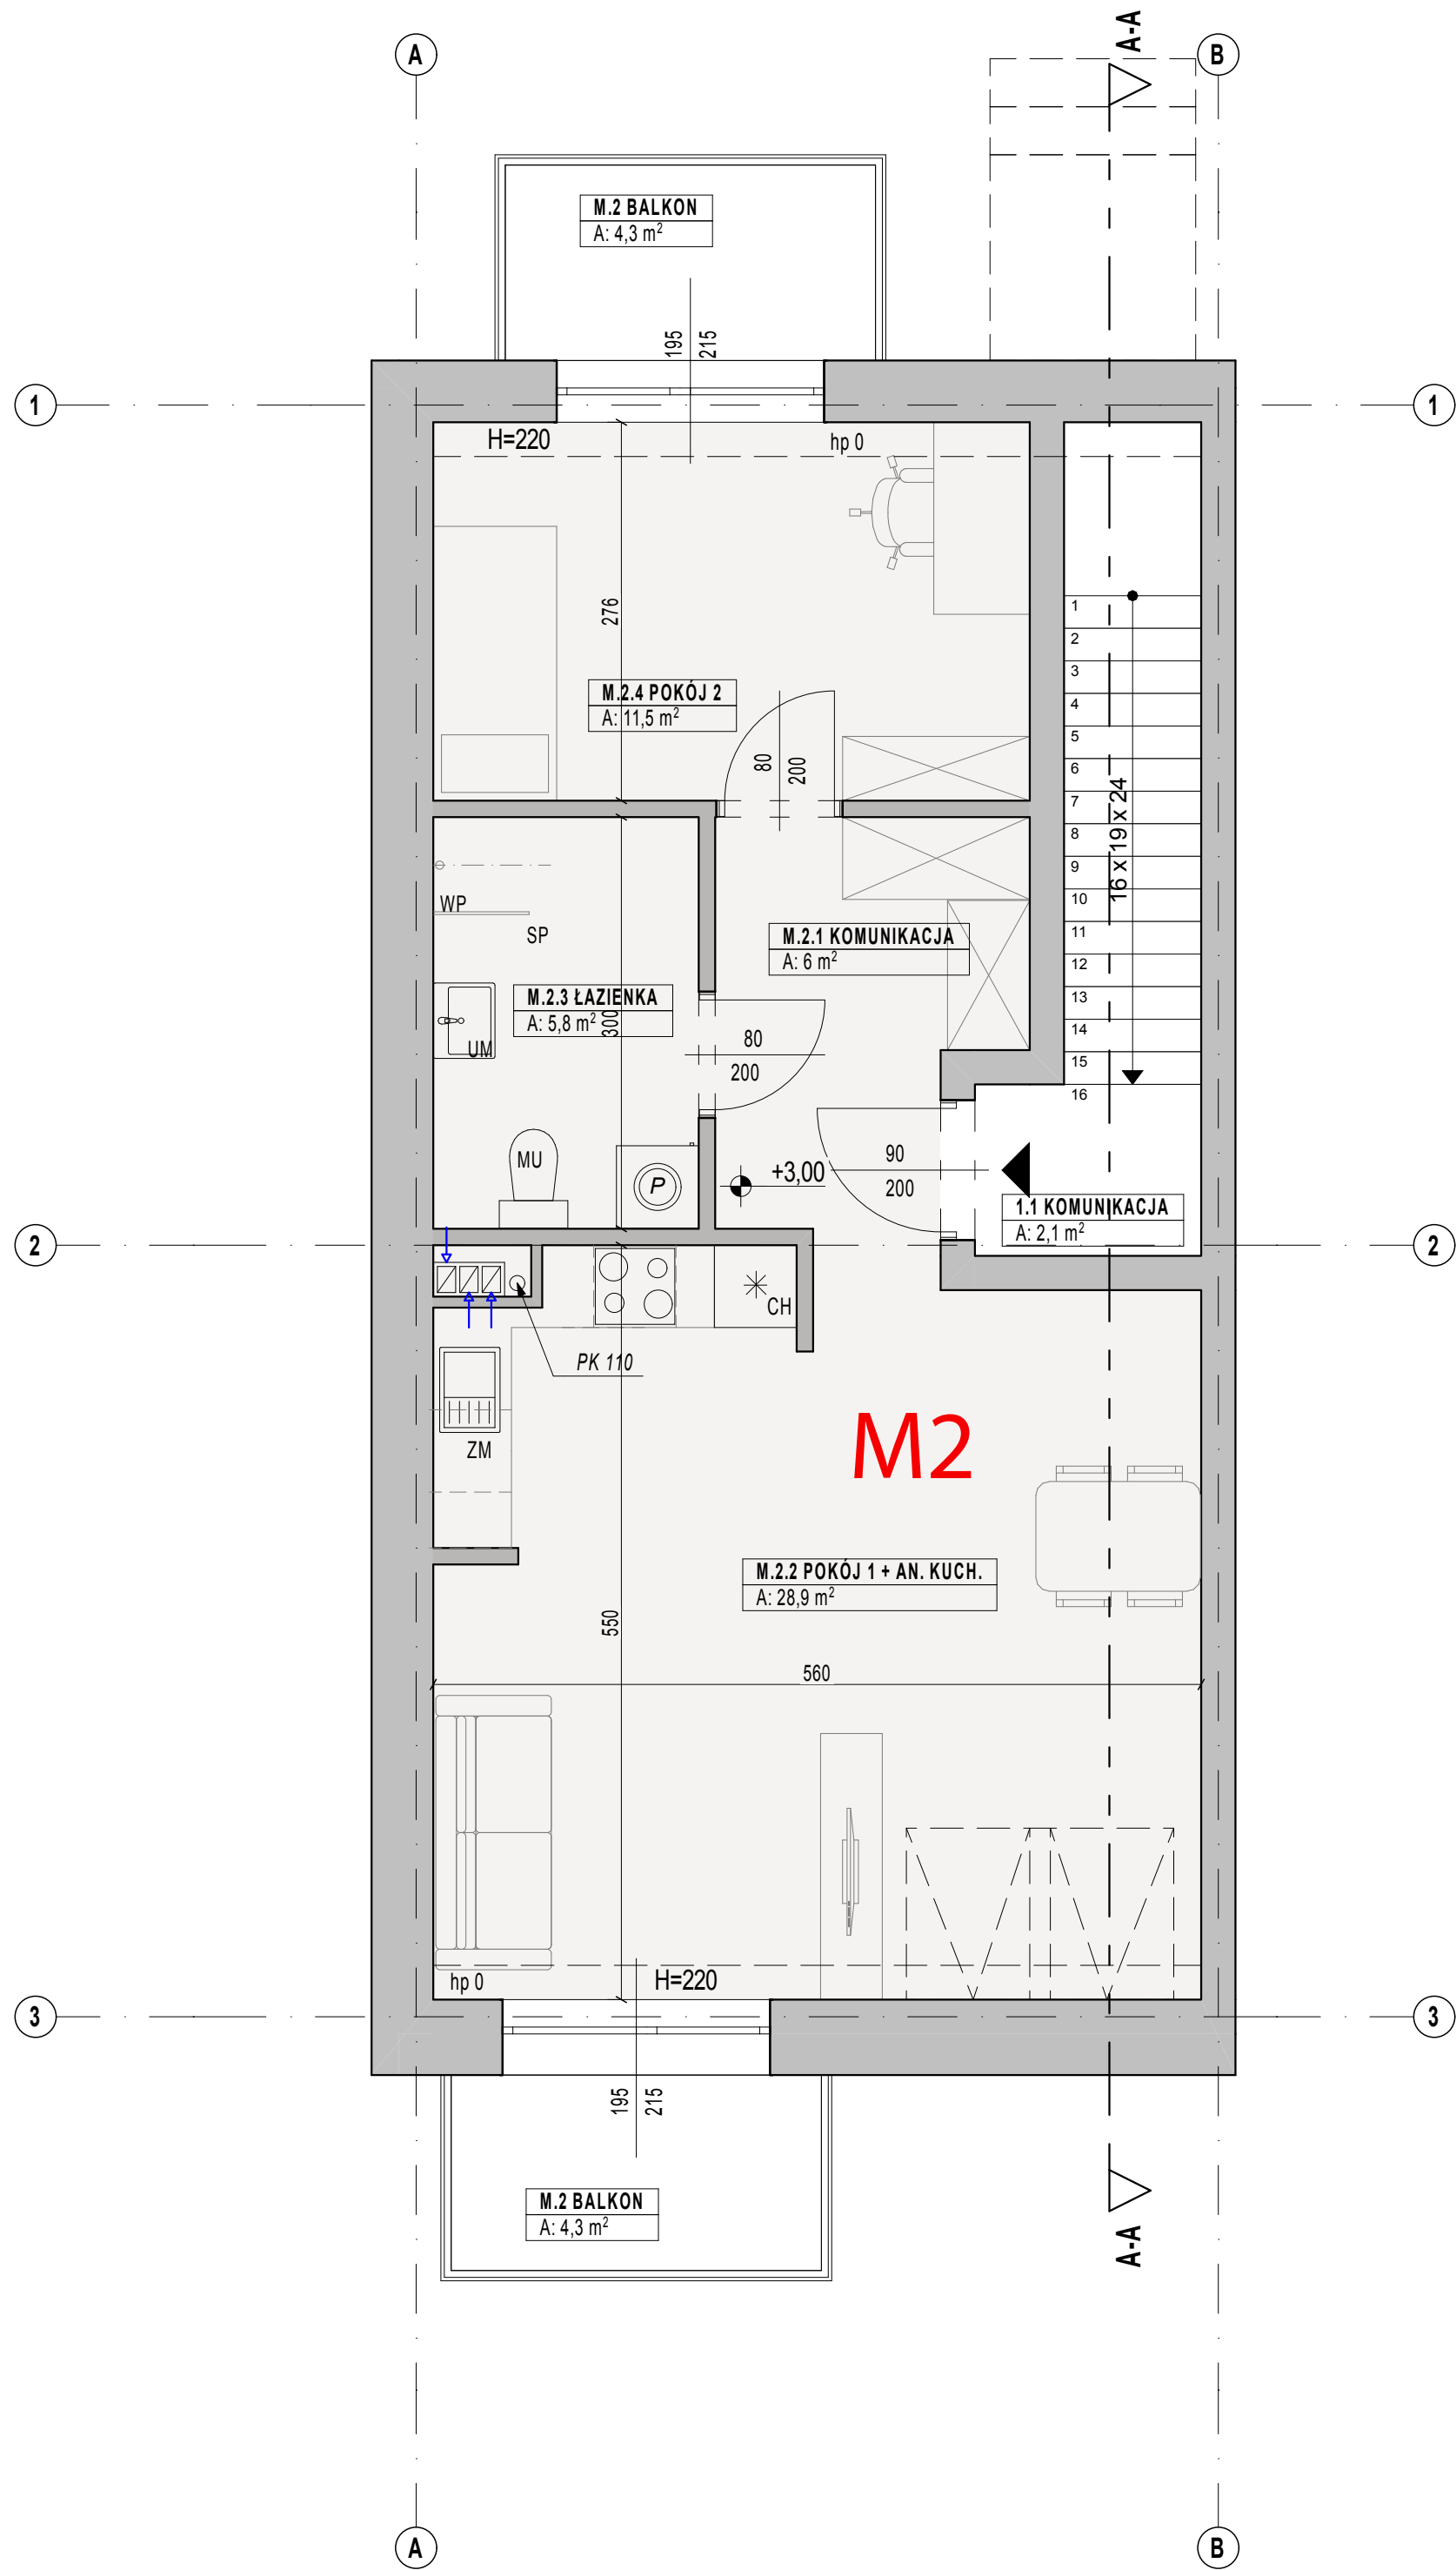 A-A
A
B
M.2 BALKON
A: 4,3 m²
195
215
1
1
H=220
hp 0
276
M.2.4 POKÓJ 2
A: 11,5 m²
80
200
1
2
3
4
5
6
7
8
9
10
11
12
13
14
15
16
16 x 19 x 24
WP
SP
M.2.1 KOMUNIKACJA
A: 6 m²
M.2.3 ŁAZIENKA
A: 5,8 m²
300
UM
80
200
MU
P
+3,00
90
200
1.1 KOMUNIKACJA
A: 2,1 m²
2
2
CH
PK 110
ZM
M2
M.2.2 POKÓJ 1 + AN. KUCH.
A: 28,9 m²
550
560
hp 0
H=220
3
3
195
215
M.2 BALKON
A: 4,3 m²
A-A
A
B